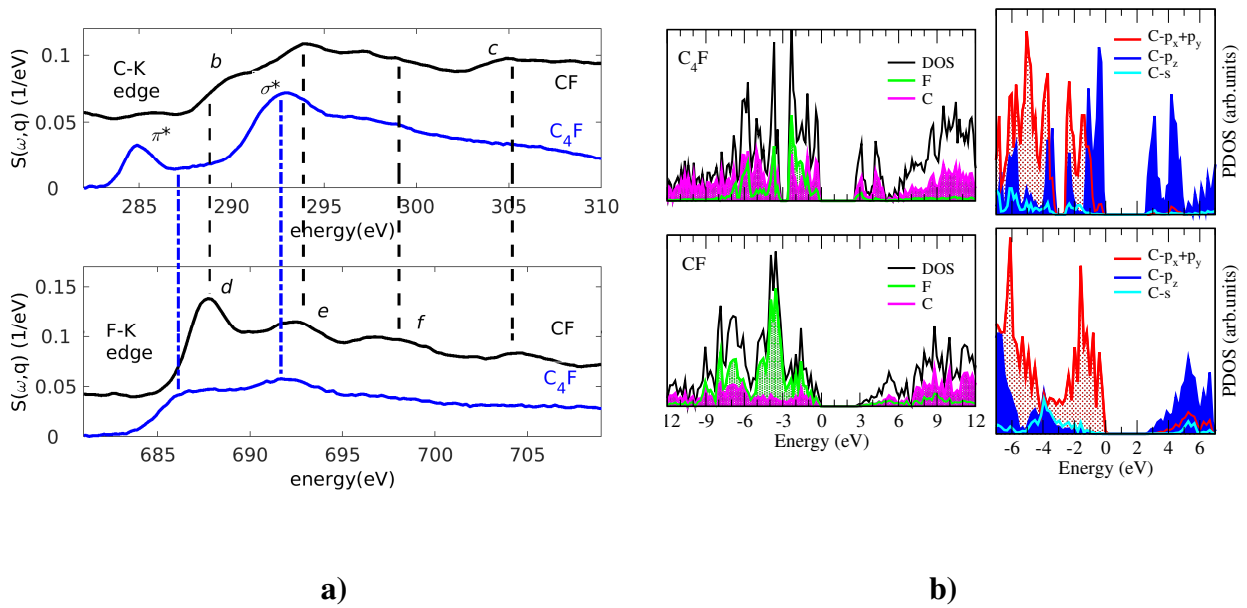 S(ω,q) (1/eV)
0.1
0.05
0
C-K
edge
b
c
π*
σ*
CF
C4F
285
290
295
300
305
310
energy(eV)
S(ω,q) (1/eV)
0.15
0.1
0.05
0
F-K
edge
d
e
f
CF
C4F
685
690
695
700
705
energy(eV)
a)
C4F
DOS
F
C
C-px+py
C-pz
C-s
PDOS (arb.units)
CF
DOS
F
C
12
-9
-6
-3
0
3
6
9
12
Energy (eV)
C-px+py
C-pz
C-s
PDOS (arb.units)
-6
-4
-2
0
2
4
6
Energy (eV)
b)